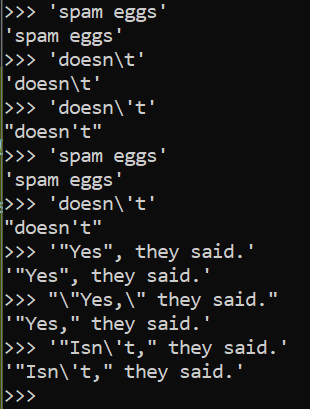 >>> 'spam eggs'
'spam eggs'
>>> 'doesn\t'
'doesn\t'
>>> 'doesn\'t'
"doesn't"
>>> 'spam eggs'
'spam eggs'
>>> 'doesn\'t'
"doesn't"
>>> '"Yes", they said.'
'"Yes", they said.'
>>> "\"Yes,\" they said."
'"Yes," they said.'
>>> '"Isn\'t," they said.'
'"Isn\'t," they said.'
>>>